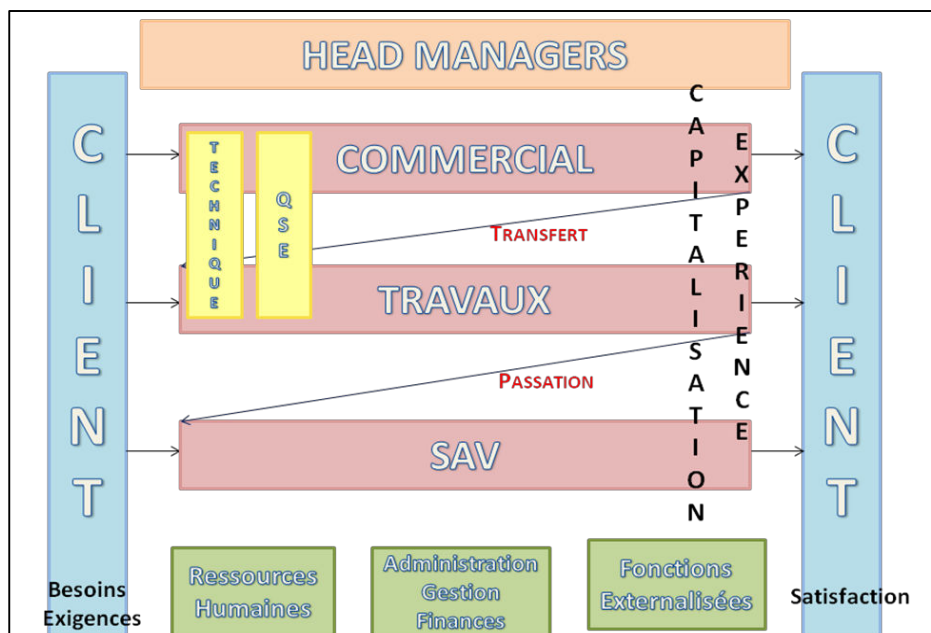 HEAD MANAGERS
CLIENT
COMMERCIAL
TECHNIQUE
QSE
CAPITALISATION
EXPERIENCE
CLIENT
TRANSFERT
TRAVAUX
PASSATION
SAV
Besoins
Exigences
Ressources
Humaines
Administration
Gestion
Finances
Fonctions
Externalisées
Satisfaction